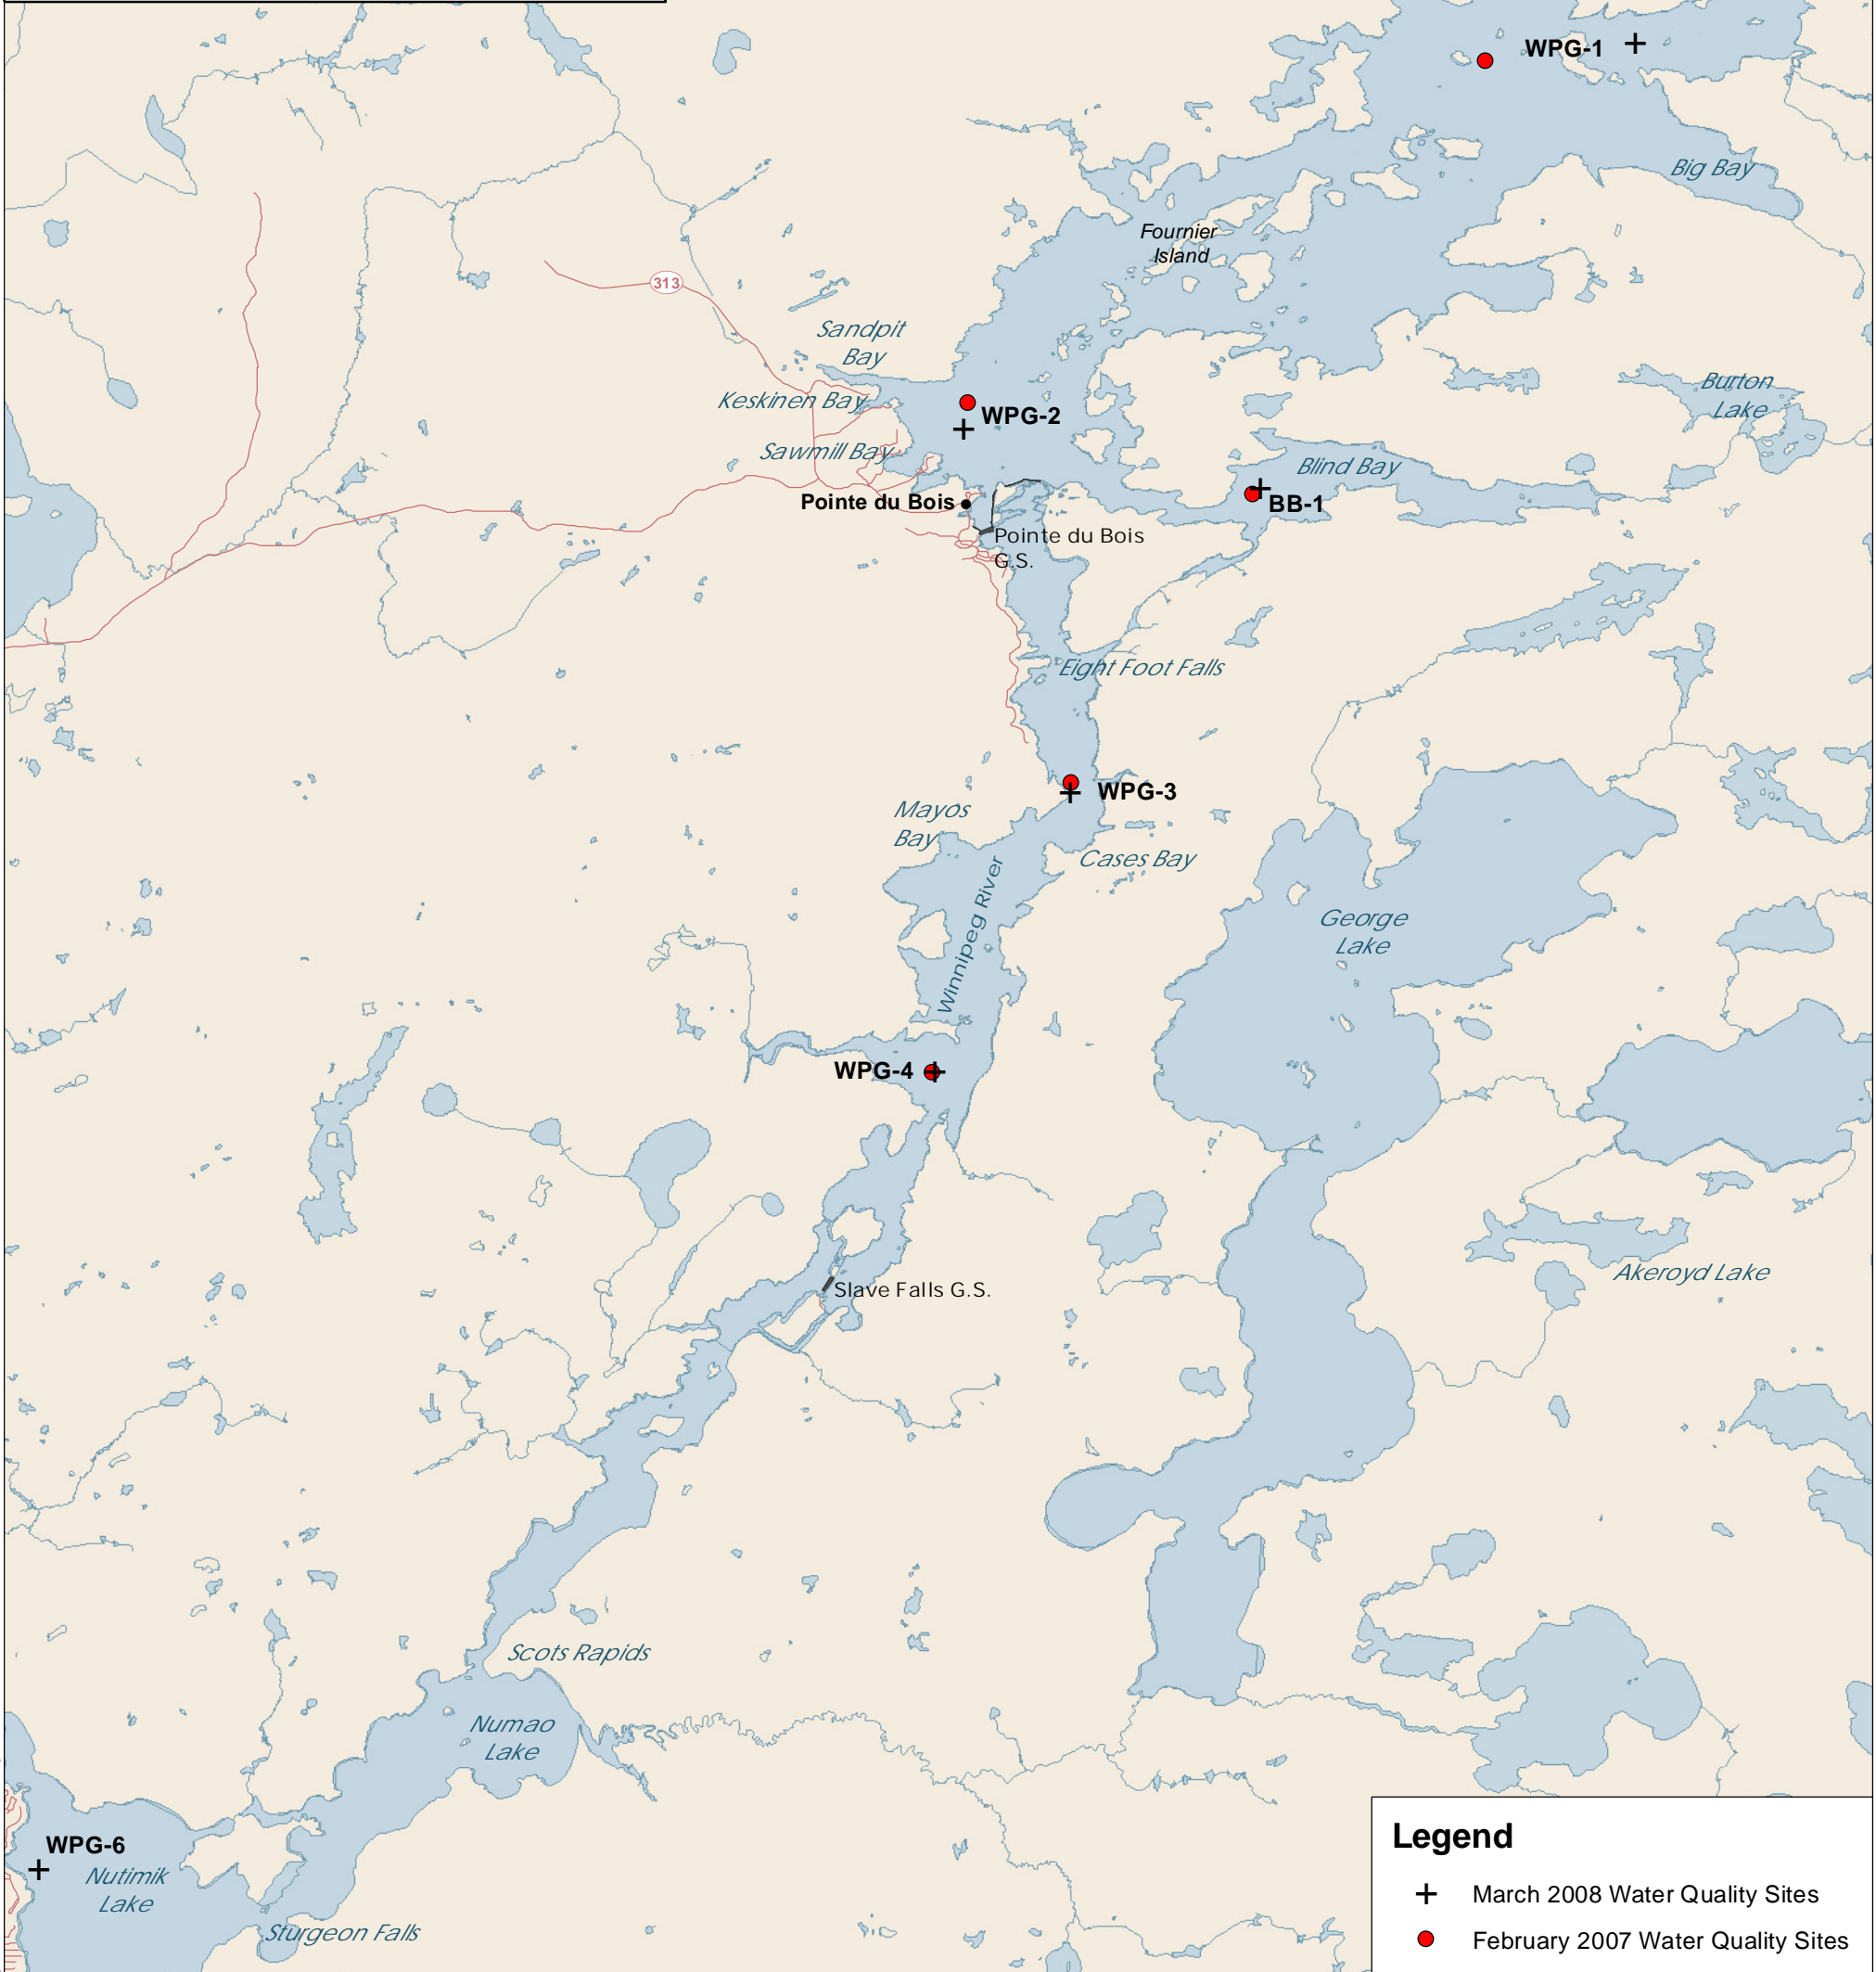 WPG-1
Big Bay
Fournier
Island
313
Sandpit
Bay
Keskinen Bay
WPG-2
Burton
Lake
Sawmill Bay
Blind Bay
Pointe du Bois
BB-1
Pointe du Bois
G.S.
Eight Foot Falls
WPG-3
Mayos
Bay
Cases Bay
Winnipeg River
George
Lake
WPG-4
Akeroyd Lake
Slave Falls G.S.
Scots Rapids
Numao
Lake
WPG-6
Nutimik
Lake
Sturgeon Falls
Legend
March 2008 Water Quality Sites
February 2007 Water Quality Sites